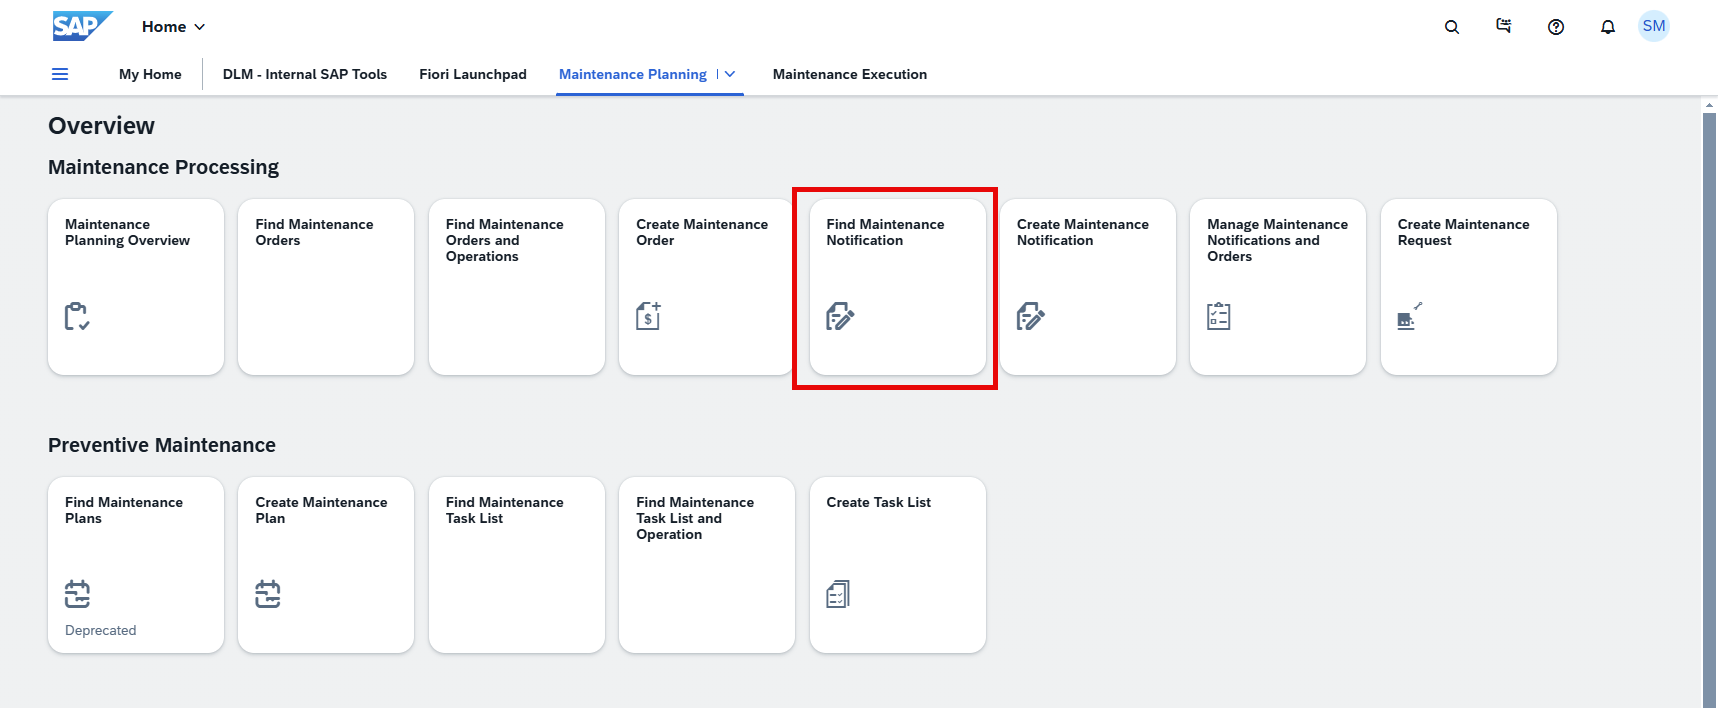 SAP
Home
SM
My Home
DLM - Internal SAP Tools
Fiori Launchpad
Maintenance Planning
Maintenance Execution
Overview
Maintenance Processing
Maintenance
Planning Overview
Find Maintenance
Orders
Find Maintenance
Orders and
Operations
Create Maintenance
Order
Find Maintenance
Notification
Create Maintenance
Notification
Manage Maintenance
Notifications and
Orders
Create Maintenance
Request
Preventive Maintenance
Find Maintenance
Plans
Deprecated
Create Maintenance
Plan
Find Maintenance
Task List
Find Maintenance
Task List and
Operation
Create Task List